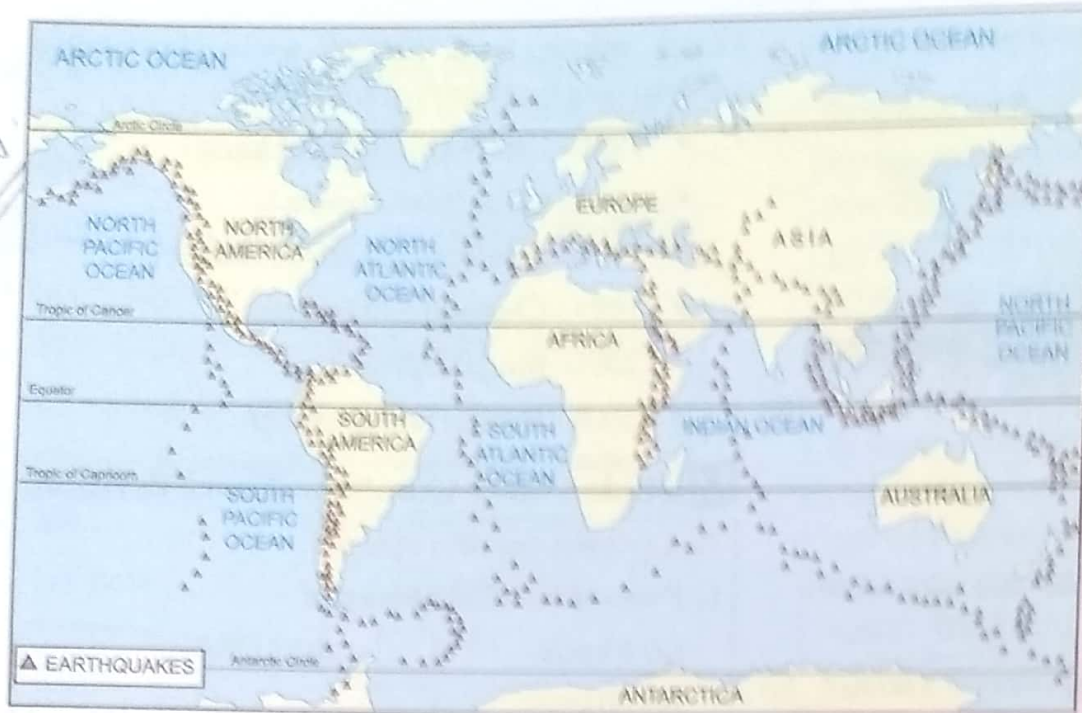 ARCTIC OCEAN
ARCTIC OCEAN
Arctic Circle
EUROPE
NORTH
PACIFIC
OCEAN
NORTH
AMERICA
NORTH
ATLANTIC
OCEAN
ASIA
NORTH
PACIFIC
OCEAN
Tropic of Cancer
AFRICA
Equator
SOUTH
AMERICA
SOUTH
ATLANTIC
OCEAN
INDIAN OCEAN
Tropic of Capricorn
SOUTH
PACIFIC
OCEAN
AUSTRALIA
EARTHQUAKES
Antarctic Circle
ANTARCTICA